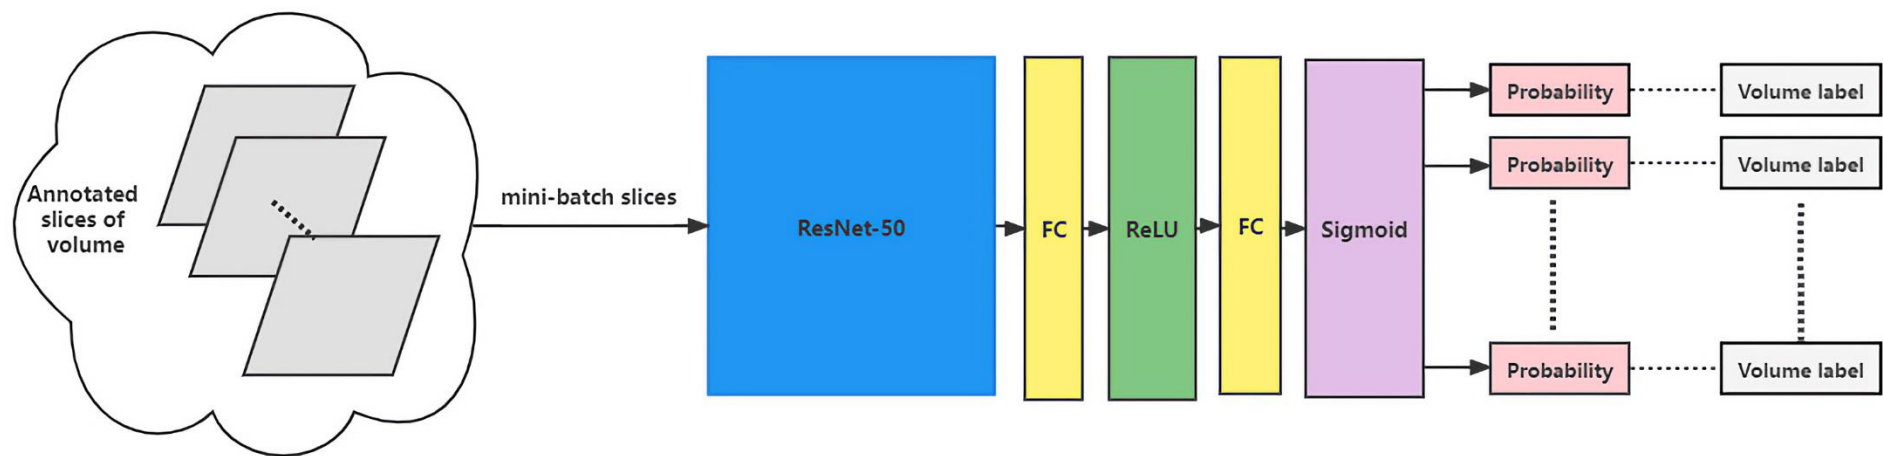 Annotated
slices of
volume
mini-batch slices
ResNet-50
FC
ReLU
FC
Sigmoid
Probability
Volume label
Probability
Volume label
Probability
Volume label